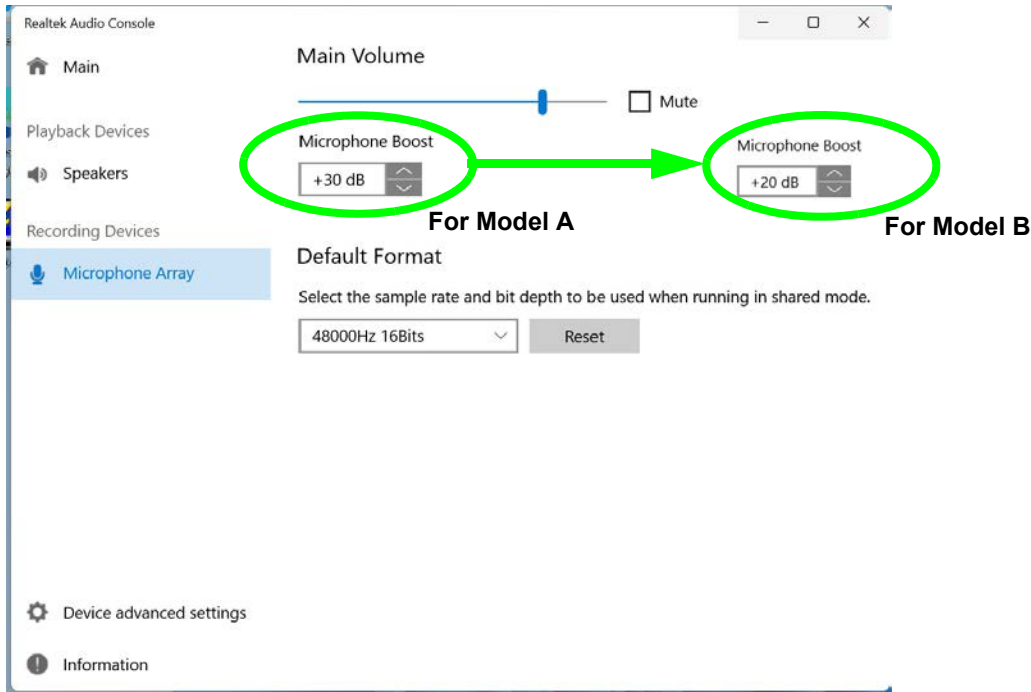 Realtek Audio Console
Main
Playback Devices
Speakers
Recording Devices
Microphone Array
Device advanced settings
Information
Main Volume
Mute
Microphone Boost
+30 dB
For Model A
Microphone Boost
+20 dB
For Model B
Default Format
Select the sample rate and bit depth to be used when running in shared mode.
48000Hz 16Bits
Reset